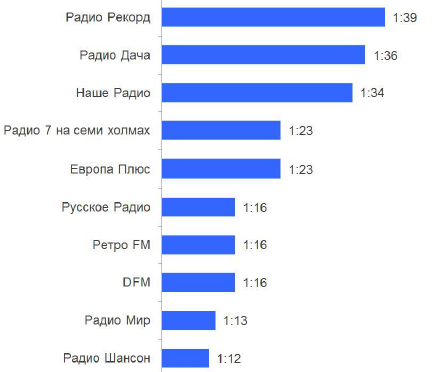 Радио Рекорд 1:39
Радио Дача 1:36
Наше Радио 1:34
Радио 7 на семи холмах 1:23
Европа Плюс 1:23
Русское Радио 1:16
Ретро FM 1:16
DFM 1:16
Радио Мир 1:13
Радио Шансон 1:12